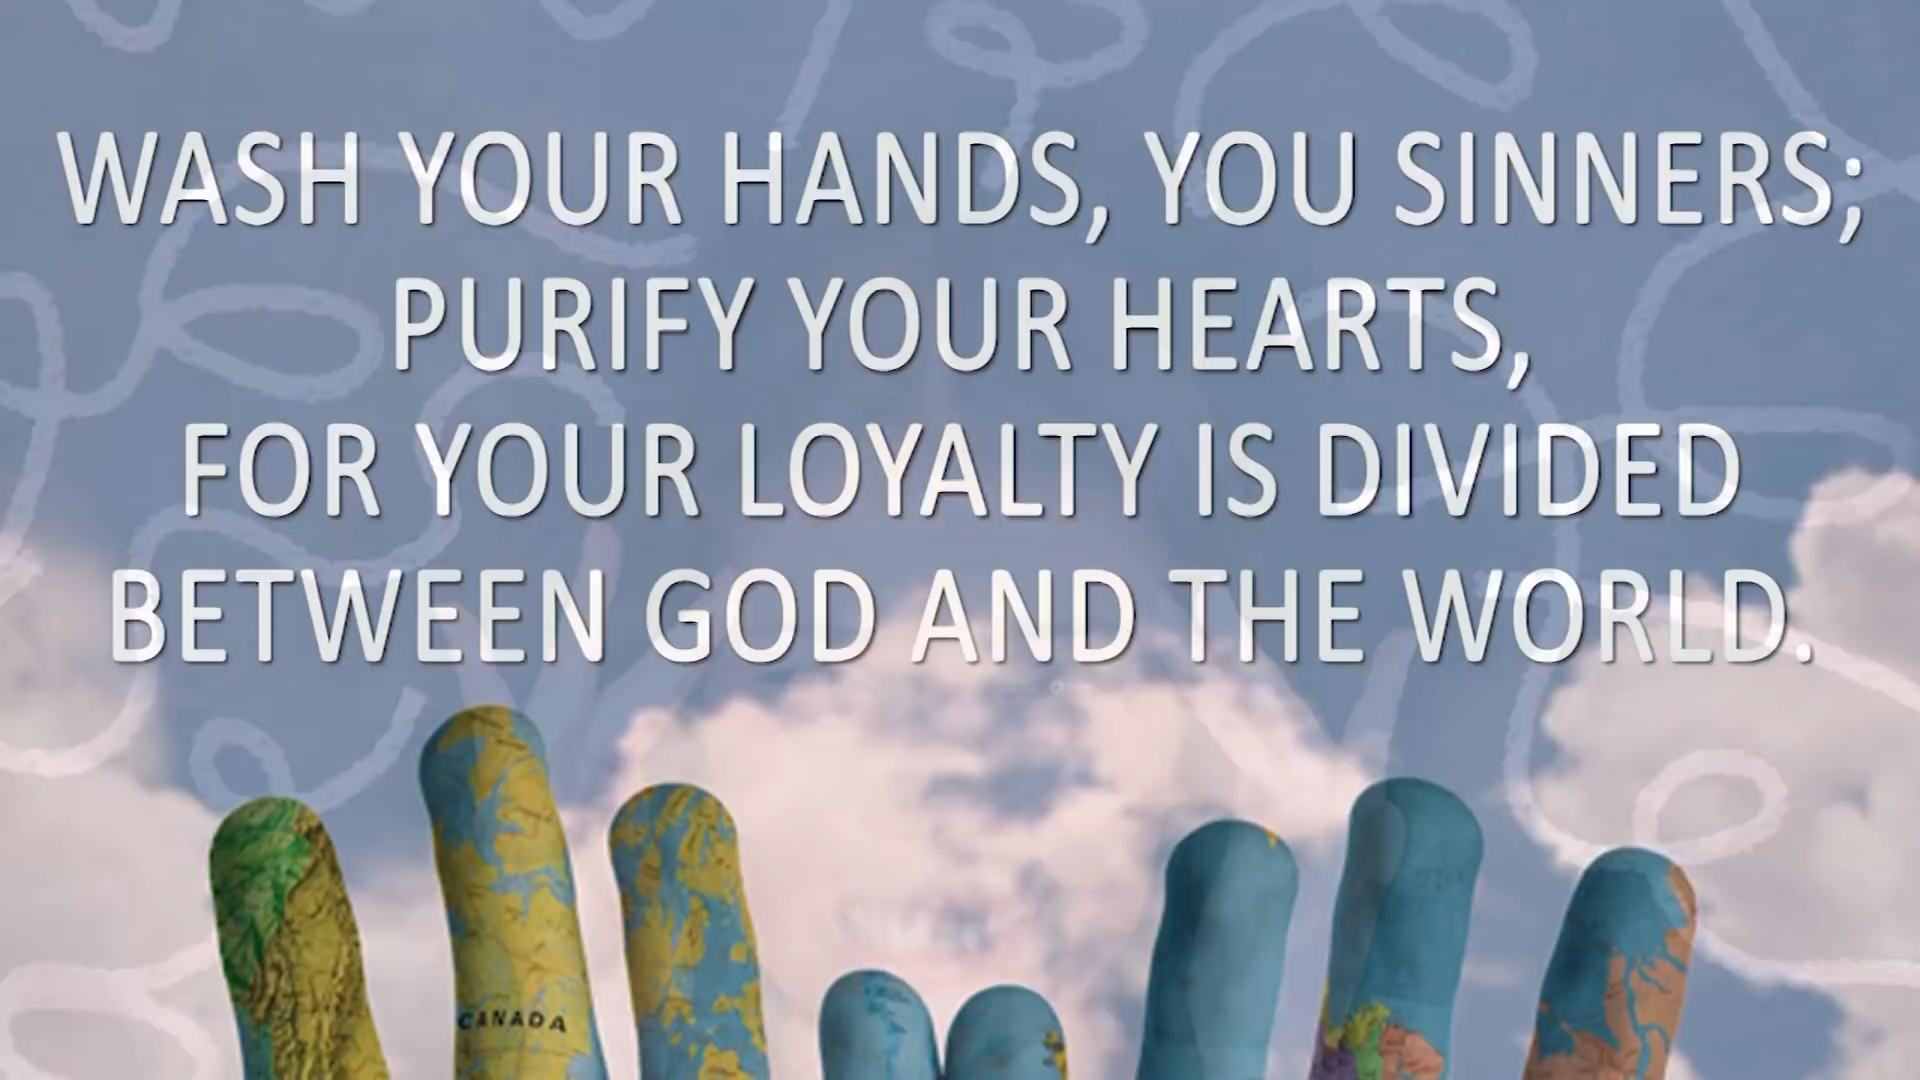 WASH YOUR HANDS, YOU SINNERS;
PURIFY YOUR HEARTS,
FOR YOUR LOYALTY IS DIVIDED
BETWEEN GOD AND THE WORLD.
CANADA